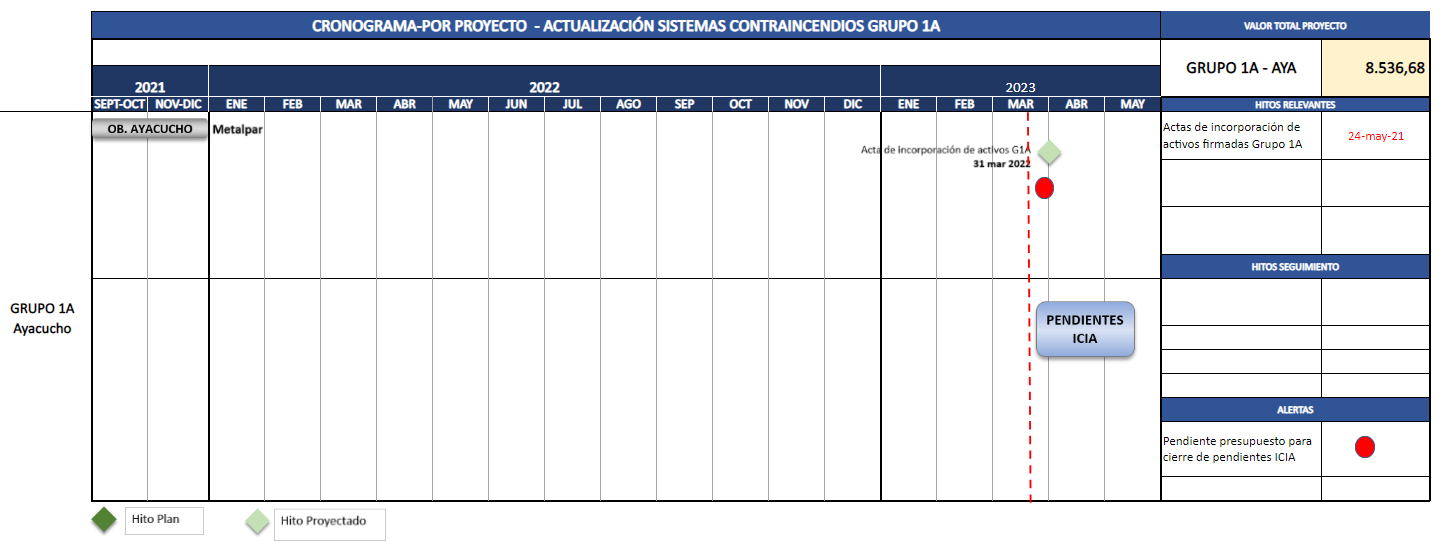 CRONOGRAMA-POR PROYECTO - ACTUALIZACIÓN SISTEMAS CONTRAINCENDIOS GRUPO 1A
VALOR TOTAL PROYECTO
GRUPO 1A - AYA
8.536,68
2021
2022
2023
SEPT-OCT NOV-DIC ENE FEB MAR ABR MAY JUN JUL AGO SEP OCT NOV DIC ENE FEB MAR ABR MAY
HITOS RELEVANTES
OB. AYACUCHO
Metalpar
Acta de incorporación de activos G1A
31 mar 2022
Actas de incorporación de
activos firmadas Grupo 1A
24-may-21
HITOS SEGUIMIENTO
GRUPO 1A
Ayacucho
PENDIENTES
ICIA
ALERTAS
Pendiente presupuesto para
cierre de pendientes ICIA
Hito Plan
Hito Proyectado